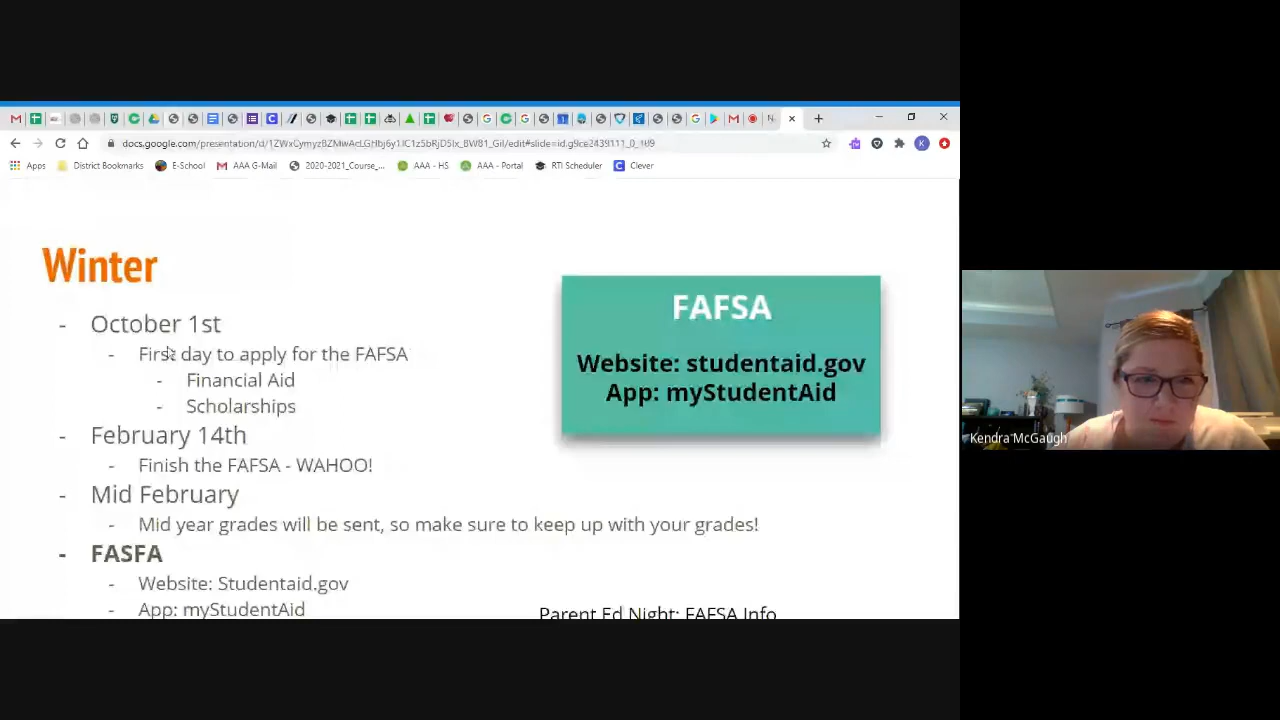 Apps
District Bookmarks
E-School
AAA G-Mail
2020-2021_Course_...
AAA - HS
AAA - Portal
RTI Scheduler
Clever
Winter
- October 1st
- First day to apply for the FAFSA
- Financial Aid
- Scholarships
- February 14th
- Finish the FAFSA - WAHOO!
- Mid February
- Mid year grades will be sent, so make sure to keep up with your grades!
- FASFA
- Website: Studentaid.gov
- App: myStudentAid
FAFSA
Website: studentaid.gov
App: myStudentAid
Parent Ed Night: FAFSA Info
Kendra McGaugh